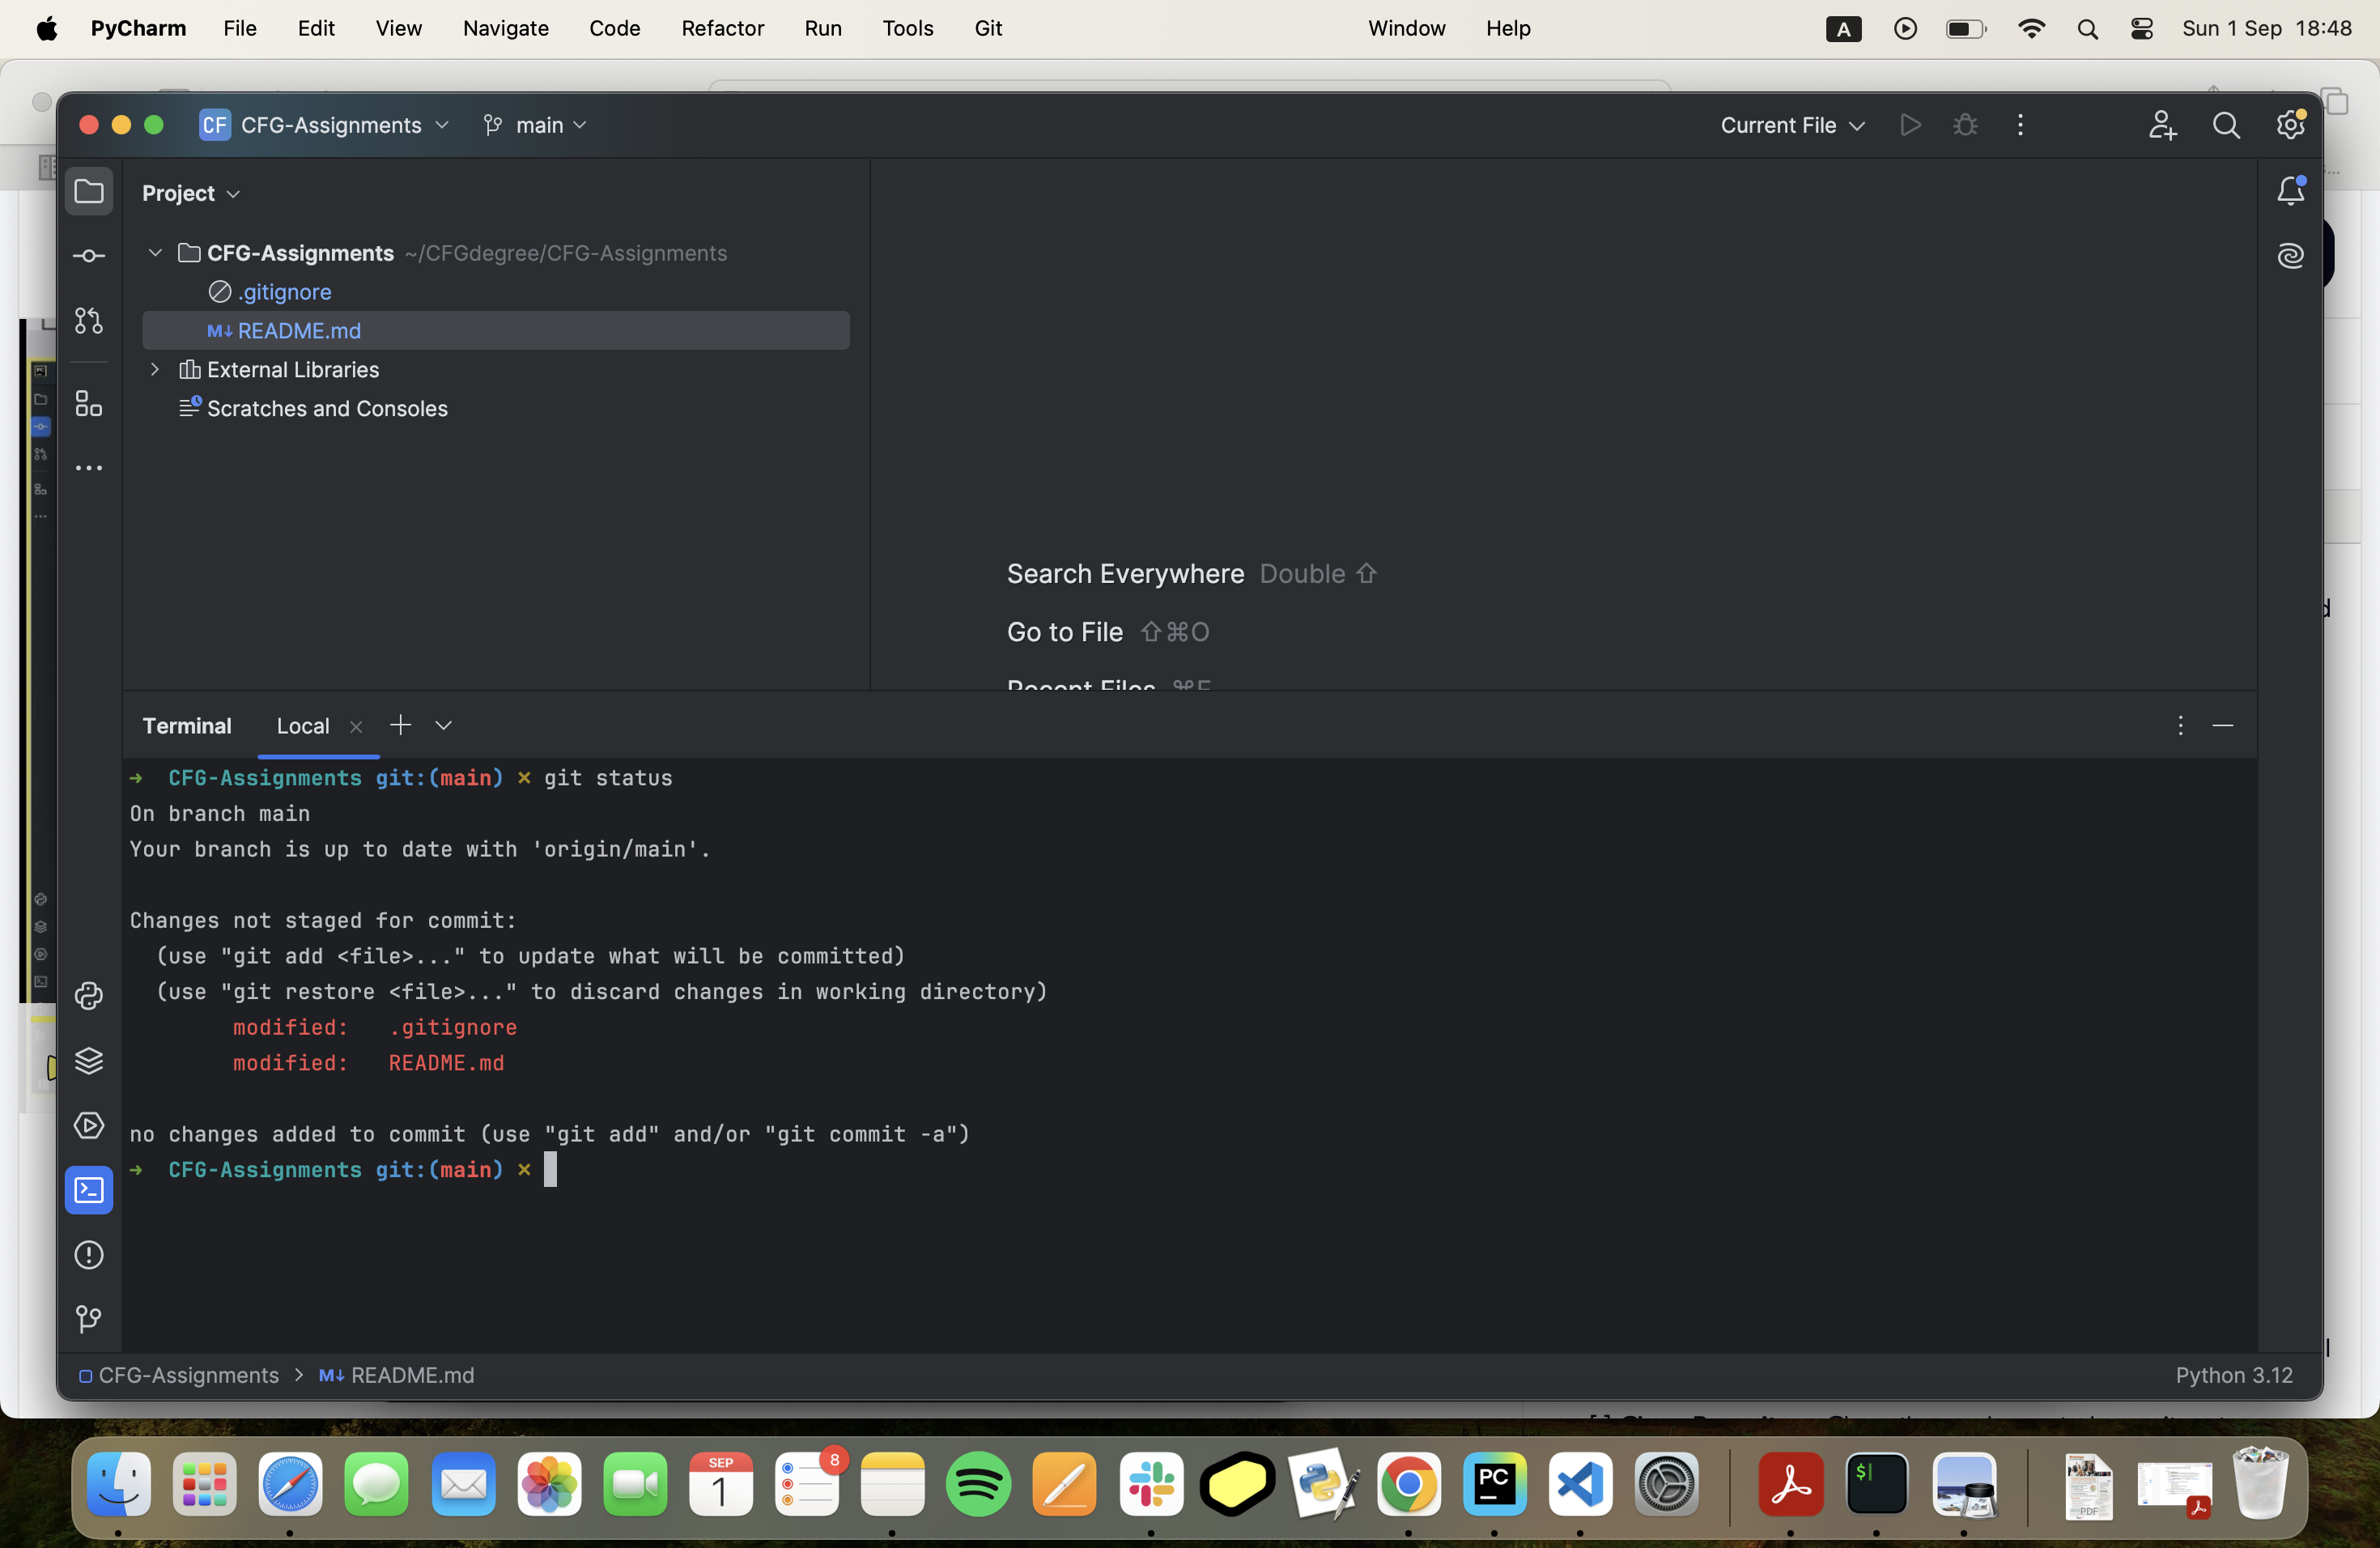 PyCharm File Edit View Navigate Code Refactor Run Tools Git Window Help A Sun 1 Sep 18:48
CF CFG-Assignments main Current File
Project
CFG-Assignments ~/CFGdegree/CFG-Assignments
.gitignore
M↓ README.md
External Libraries
Scratches and Consoles
Search Everywhere Double ⇧
Go to File ⇧⌘O
Recent Files ⌘E
Terminal Local × +
→ CFG-Assignments git:(main) × git status
On branch main
Your branch is up to date with 'origin/main'.
Changes not staged for commit:
(use "git add <file>..." to update what will be committed)
(use "git restore <file>..." to discard changes in working directory)
modified: .gitignore
modified: README.md
no changes added to commit (use "git add" and/or "git commit -a")
→ CFG-Assignments git:(main) ×
CFG-Assignments > M↓ README.md Python 3.12
SEP
1
8
PC
$
PDF